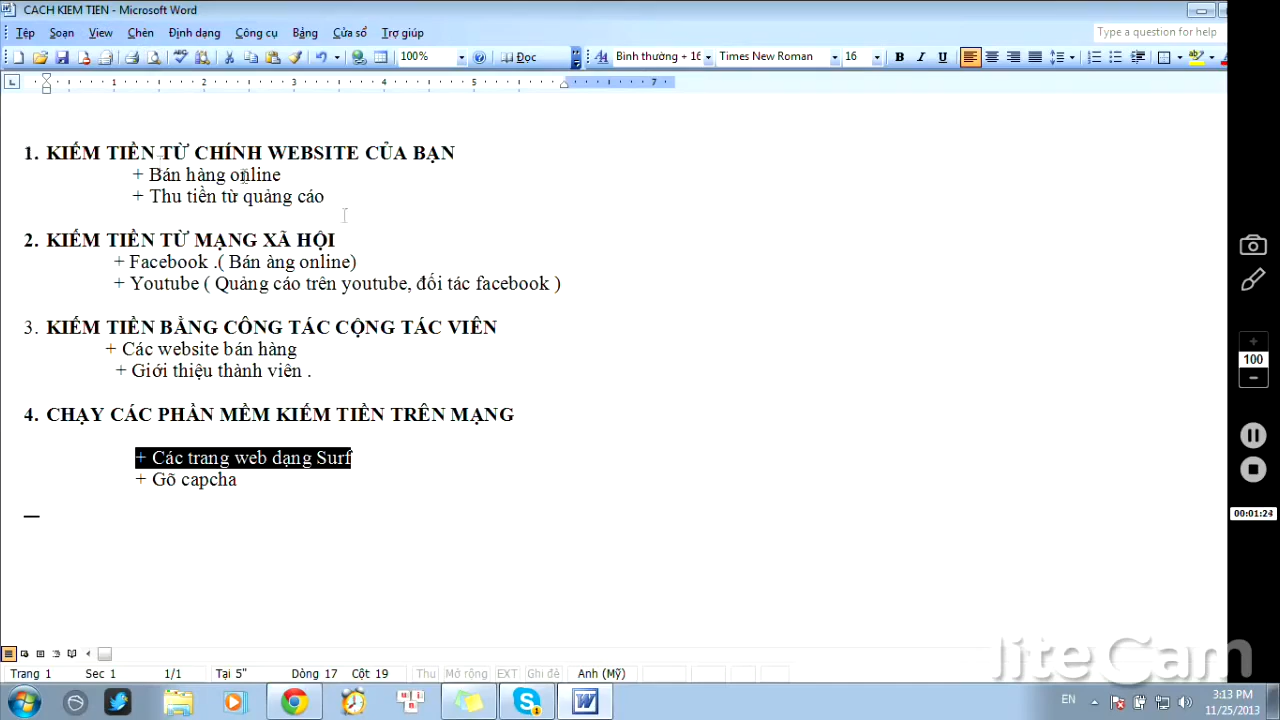 CACH KIEM TIEN - Microsoft Word
Tệp Soạn View Chèn Định dạng Công cụ Bảng Cửa sổ Trợ giúp Type a question for help
100% Đọc Bình thường + 16 Times New Roman 16 B I U
1 2 3 4 5 7
1. KIẾM TIỀN TỪ CHÍNH WEBSITE CỦA BẠN
+ Bán hàng online
+ Thu tiền từ quảng cáo
2. KIẾM TIỀN TỪ MẠNG XÃ HỘI
+ Facebook .( Bán àng online)
+ Youtube ( Quảng cáo trên youtube, đối tác facebook )
3. KIẾM TIỀN BẰNG CÔNG TÁC CỘNG TÁC VIÊN
+ Các website bán hàng
+ Giới thiệu thành viên .
4. CHẠY CÁC PHẦN MỀM KIẾM TIỀN TRÊN MẠNG
+ Các trang web dạng Surf
+ Gõ capcha
100
00:01:24
liteCam
Trang 1 Sec 1 1/1 Tại 5" Dòng 17 Cột 19 Thu Mở rộng EXT Ghi đè Anh (Mỹ)
EN 3:13 PM
11/25/2013